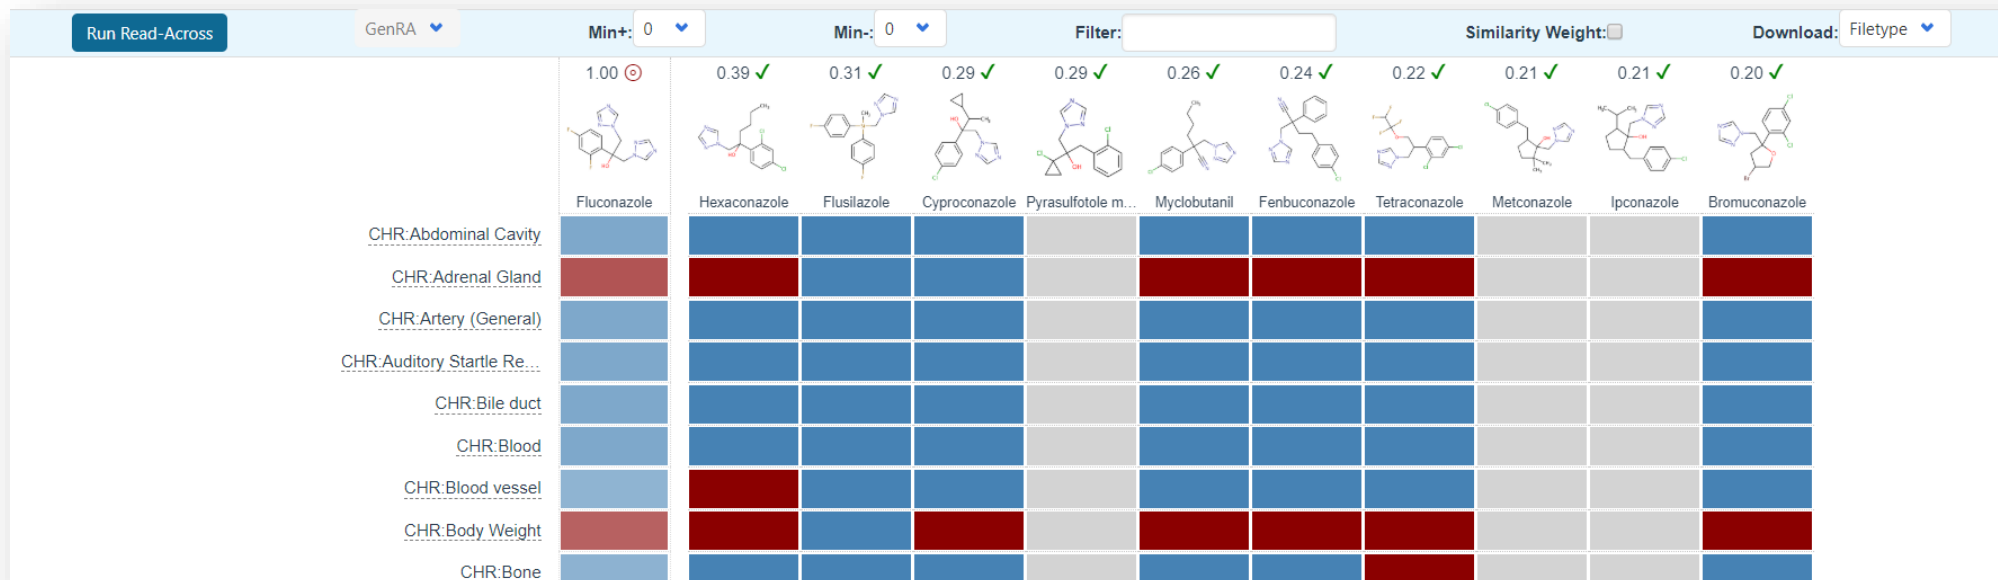 Run Read-Across GenRA Min+: 0 Min-: 0 Filter: Similarity Weight: Download: Filetype
1.00 0.39 0.31 0.29 0.29 0.26 0.24 0.22 0.21 0.21 0.20
Fluconazole Hexaconazole Flusilazole Cyproconazole Pyrasulfotole m... Myclobutanil Fenbuconazole Tetraconazole Metconazole Ipconazole Bromuconazole
CHR:Abdominal Cavity
CHR:Adrenal Gland
CHR:Artery (General)
CHR:Auditory Startle Re...
CHR:Bile duct
CHR:Blood
CHR:Blood vessel
CHR:Body Weight
CHR:Bone